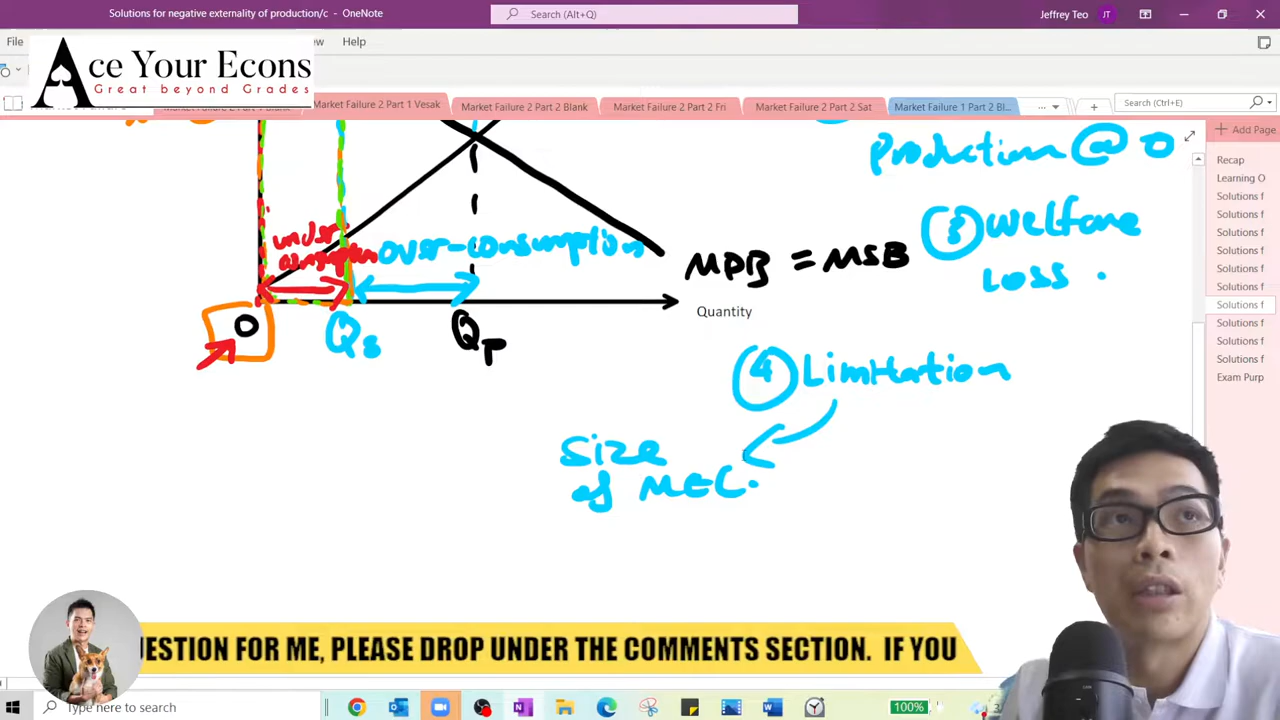 Solutions for negative externality of production/c - OneNote
Search (Alt+Q)
Jeffrey Teo
JT
File
Help
Ace Your Econs
Great beyond Grades
Market Failure 2 Part 1 Vesak
Market Failure 2 Part 2 Blank
Market Failure 2 Part 2 Fri
Market Failure 2 Part 2 Sat
Market Failure 1 Part 2 Bl...
Search (Ctrl+E)
Add Page
Recap
Learning O
Solutions f
Solutions f
Solutions f
Solutions f
Solutions f
Solutions f
Solutions f
Solutions f
Solutions f
Solutions f
Exam Purp
production @ 0
③ Welfare
loss.
under
consumption
over-consumption
MPB = MSB
Quantity
0
Qs
QP
④ Limitation
Size
of MEC.
UESTION FOR ME, PLEASE DROP UNDER THE COMMENTS SECTION. IF YOU
Type here to search
100%